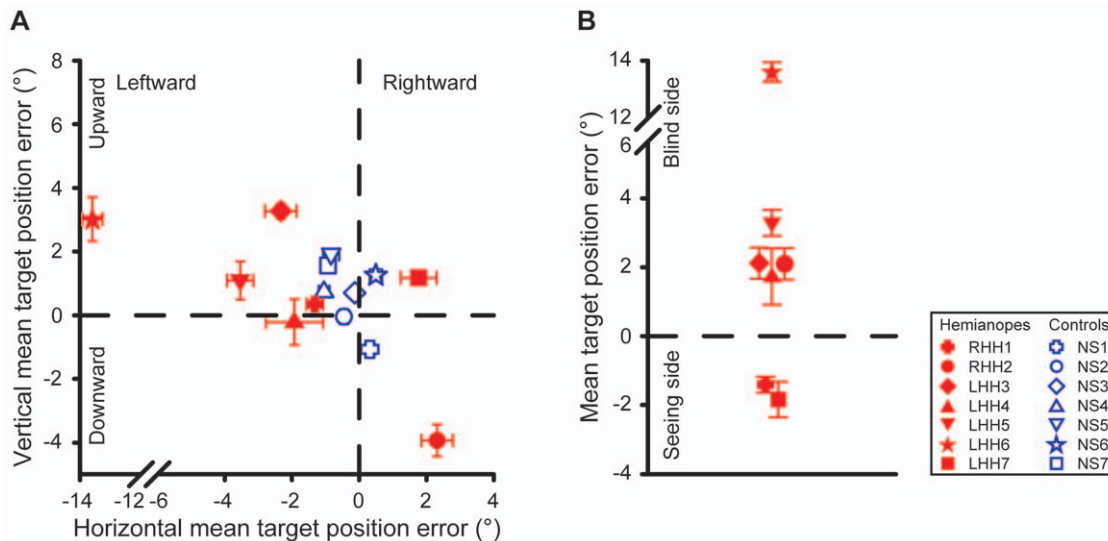 A
Vertical mean target position error (°)
Upward
Downward
8
6
4
2
0
-2
-4
Leftward
Rightward
-14
-12
-6
-4
-2
0
2
4
Horizontal mean target position error (°)
B
Mean target position error (°)
Blind side
Seeing side
14
12
6
4
2
0
-2
-4
Hemianopes Controls
RHH1 NS1
RHH2 NS2
LHH3 NS3
LHH4 NS4
LHH5 NS5
LHH6 NS6
LHH7 NS7